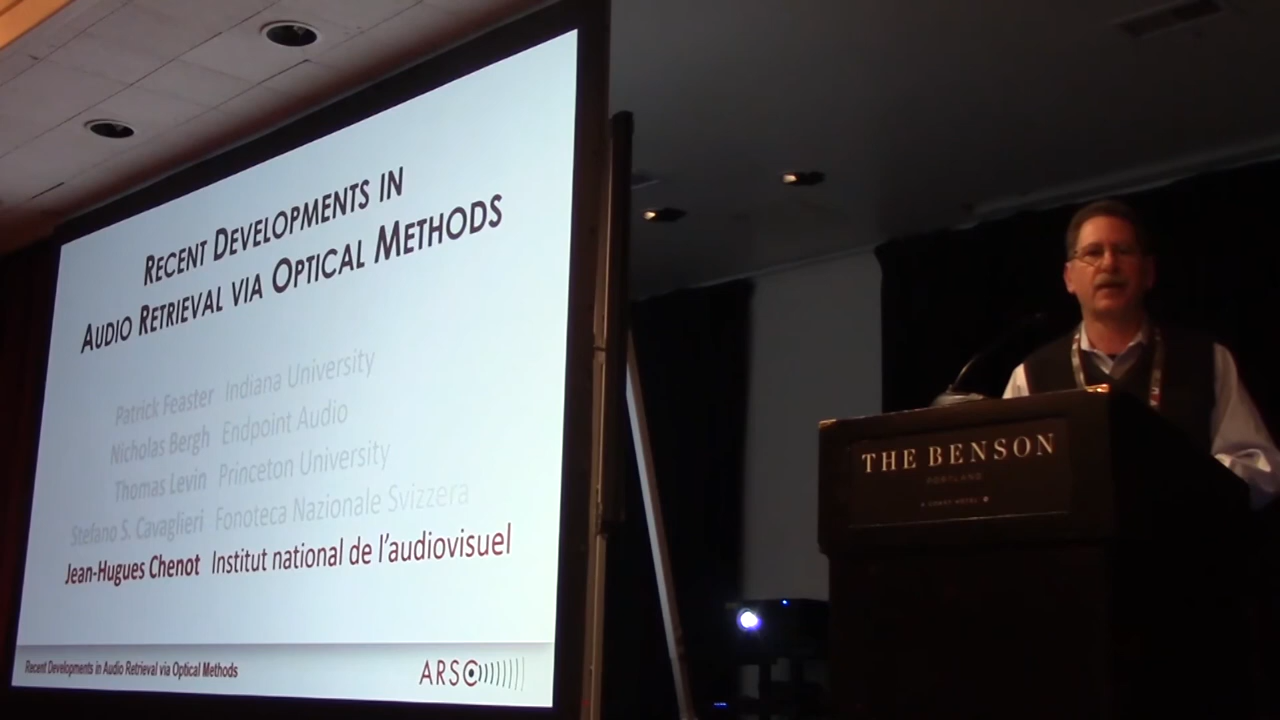 RECENT DEVELOPMENTS IN
AUDIO RETRIEVAL VIA OPTICAL METHODS
Patrick Feaster Indiana University
Nicholas Bergh Endpoint Audio
Thomas Levin Princeton University
Stefano S. Cavaglieri Fonoteca Nazionale Svizzera
Jean-Hugues Chenot Institut national de l'audiovisuel
Recent Developments in Audio Retrieval via Optical Methods
ARSC
THE BENSON
PORTLAND